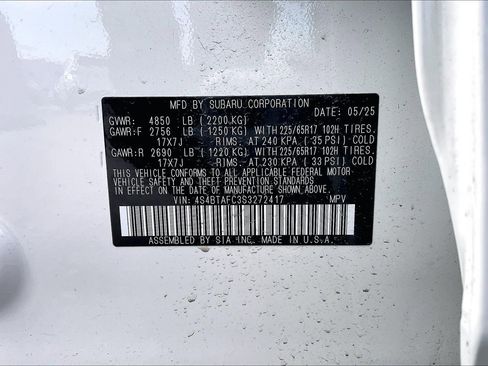 MFD. BY SUBARU CORPORATION
DATE: 05/25
GVWR: 4850 LB (2200 KG)
GAWR:F 2756 LB (1250 KG) WITH 225/65R17 102H TIRES.
17X7J RIMS. AT 240 KPA (35 PSI) COLD
GAWR:R 2690 LB (1220 KG) WITH 225/65R17 102H TIRES.
17X7J RIMS. AT 230 KPA (33 PSI) COLD
THIS VEHICLE CONFORMS TO ALL APPLICABLE FEDERAL MOTOR
VEHICLE SAFETY AND THEFT PREVENTION STANDARDS IN EFFECT
ON THE DATE OF MANUFACTURE SHOWN ABOVE.
VIN: 4S4BTAFC3S3272417 MPV
ASSEMBLED BY SIA INC. MADE IN U.S.A.